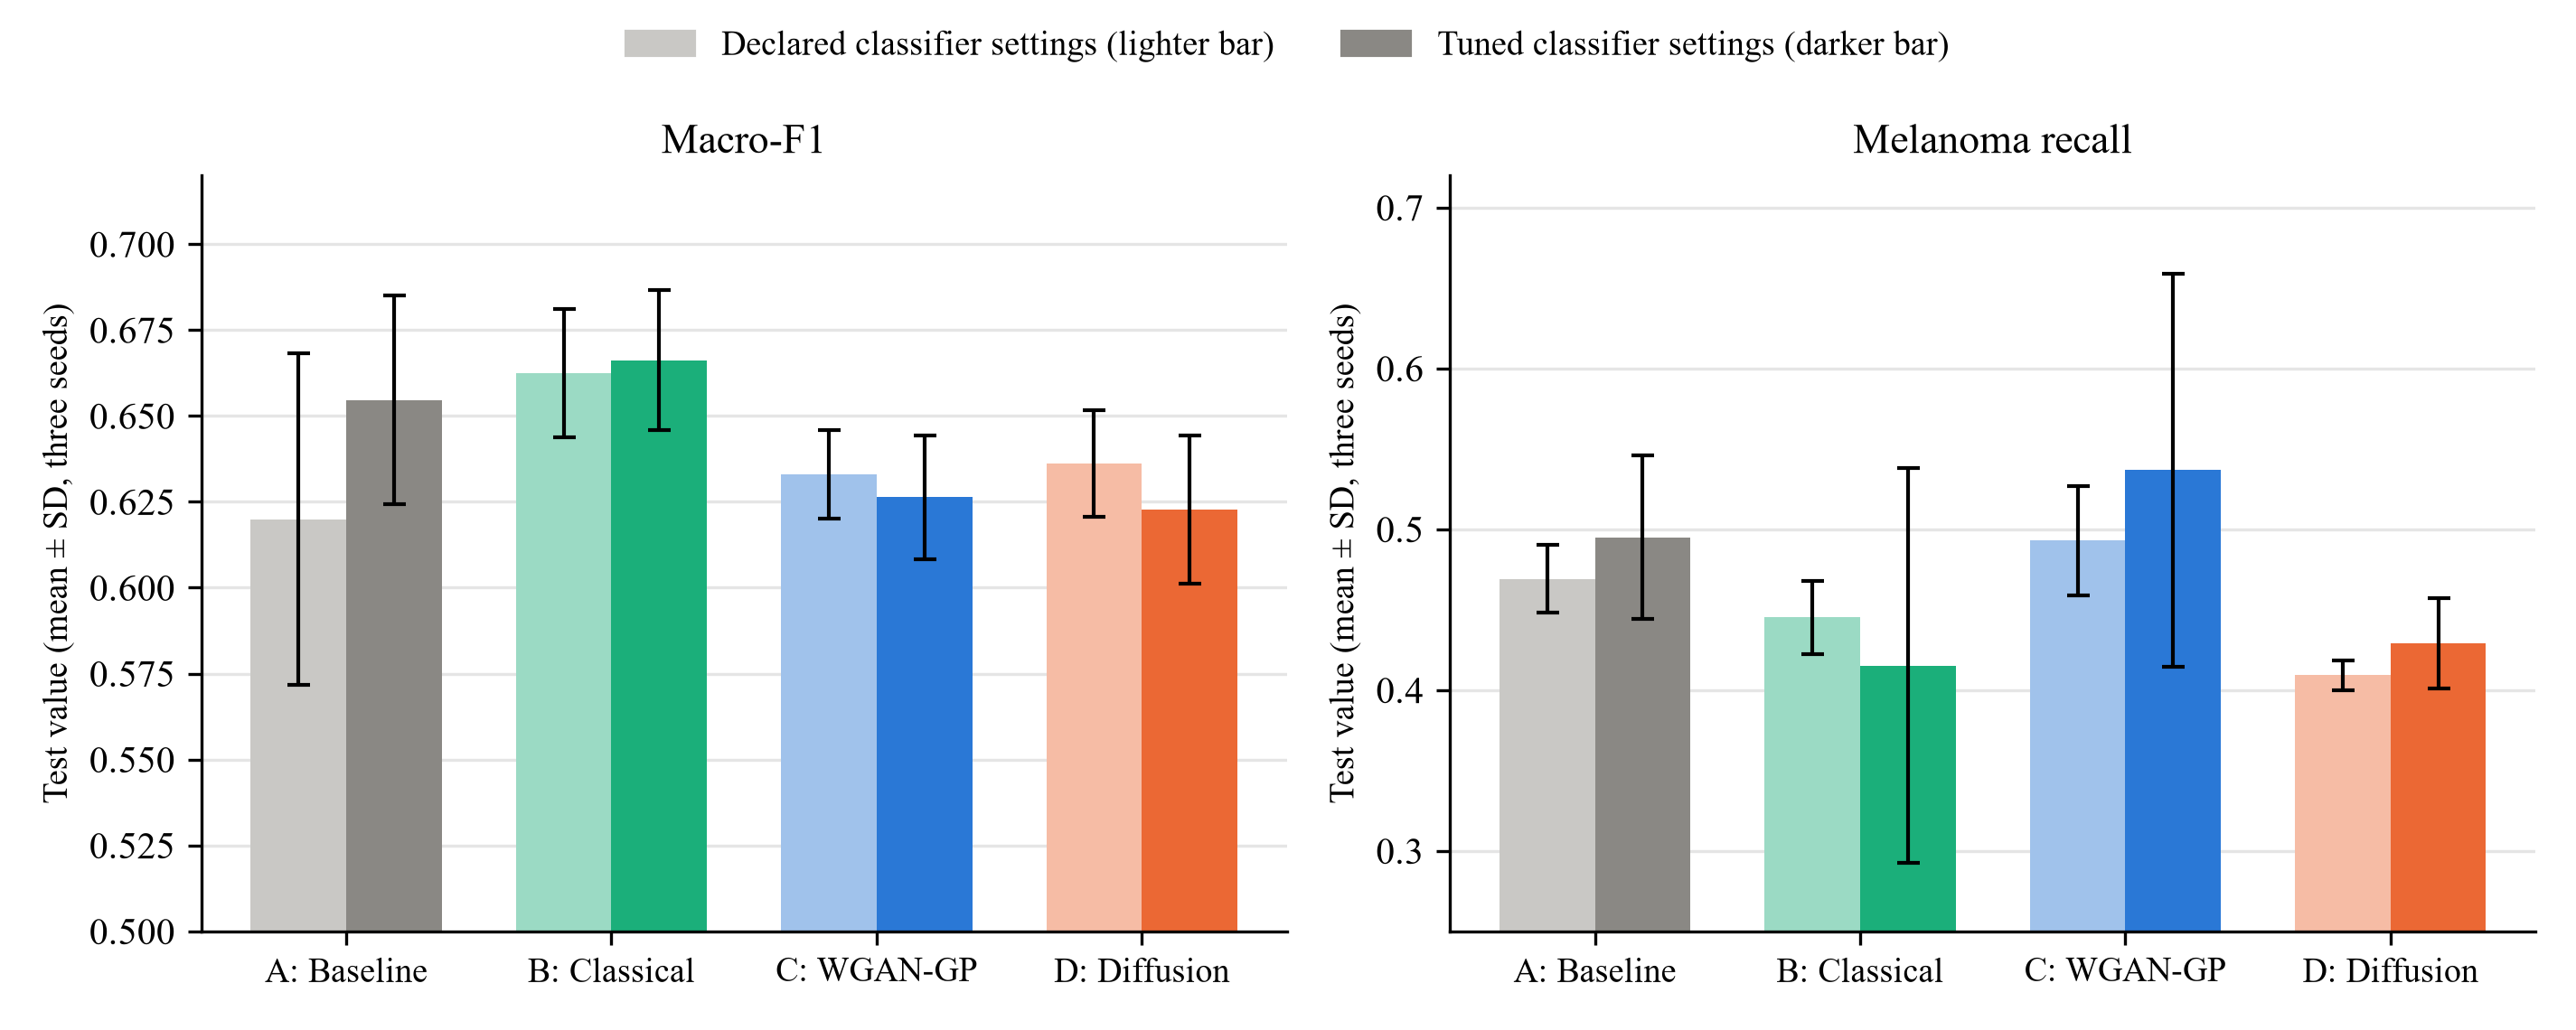 Declared classifier settings (lighter bar)
Tuned classifier settings (darker bar)
Macro-F1
Test value (mean ± SD, three seeds)
0.700
0.675
0.650
0.625
0.600
0.575
0.550
0.525
0.500
A: Baseline
B: Classical
C: WGAN-GP
D: Diffusion
Melanoma recall
Test value (mean ± SD, three seeds)
0.7
0.6
0.5
0.4
0.3
A: Baseline
B: Classical
C: WGAN-GP
D: Diffusion